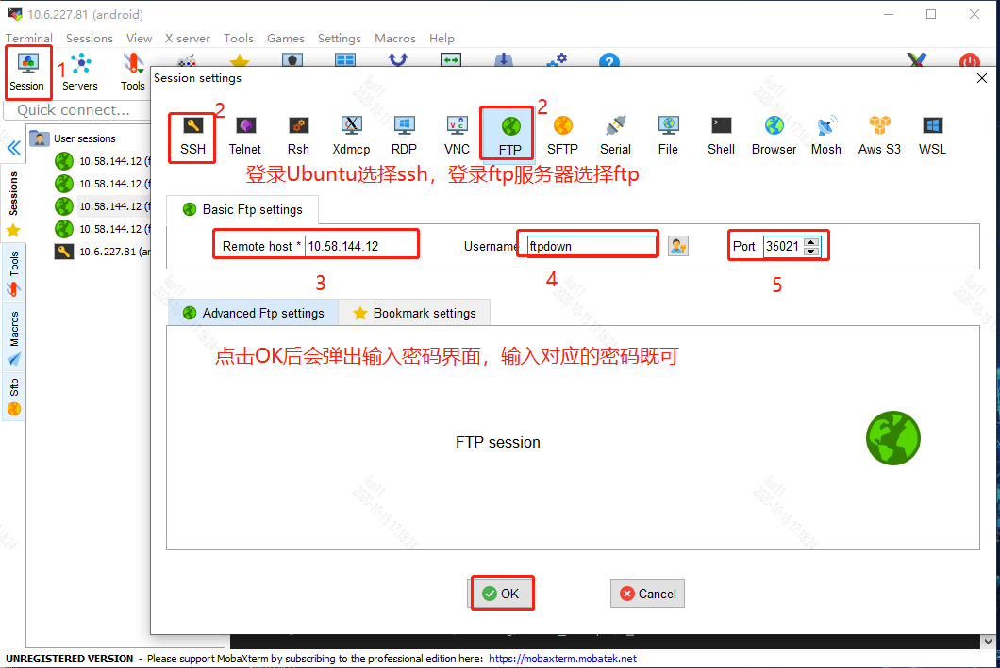 10.6.227.81 (android)
Terminal Sessions View X server Tools Games Settings Macros Help
Session 1 Servers Tools
Session settings
Quick connect...
User sessions
10.58.144.12 (f
10.58.144.12 (f
10.58.144.12 (f
10.58.144.12 (f
10.6.227.81 (ar
Sessions
Tools
Macros
Sftp
2 2
SSH Telnet Rsh Xdmcp RDP VNC FTP SFTP Serial File Shell Browser Mosh Aws S3 WSL
登录Ubuntu选择ssh，登录ftp服务器选择ftp
Basic Ftp settings
Remote host * 10.58.144.12 Username ftpdown Port 35021
3 4 5
Advanced Ftp settings Bookmark settings
点击OK后会弹出输入密码界面，输入对应的密码既可
FTP session
OK Cancel
UNREGISTERED VERSION - Please support MobaXterm by subscribing to the professional edition here: https://mobaxterm.mobatek.net